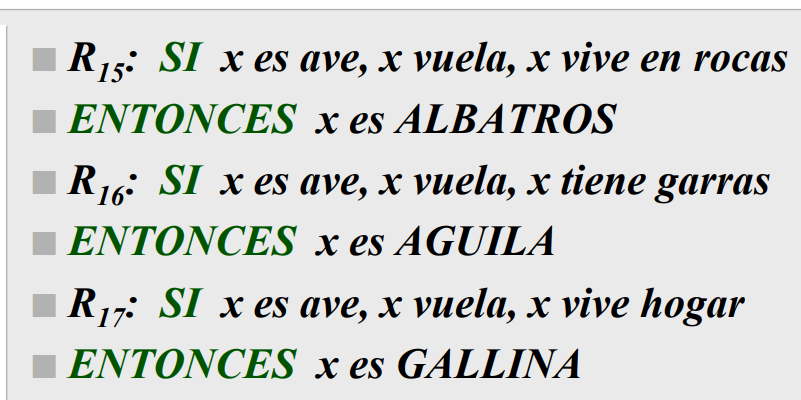 R15: SI x es ave, x vuela, x vive en rocas
ENTONCES x es ALBATROS
R16: SI x es ave, x vuela, x tiene garras
ENTONCES x es AGUILA
R17: SI x es ave, x vuela, x vive hogar
ENTONCES x es GALLINA